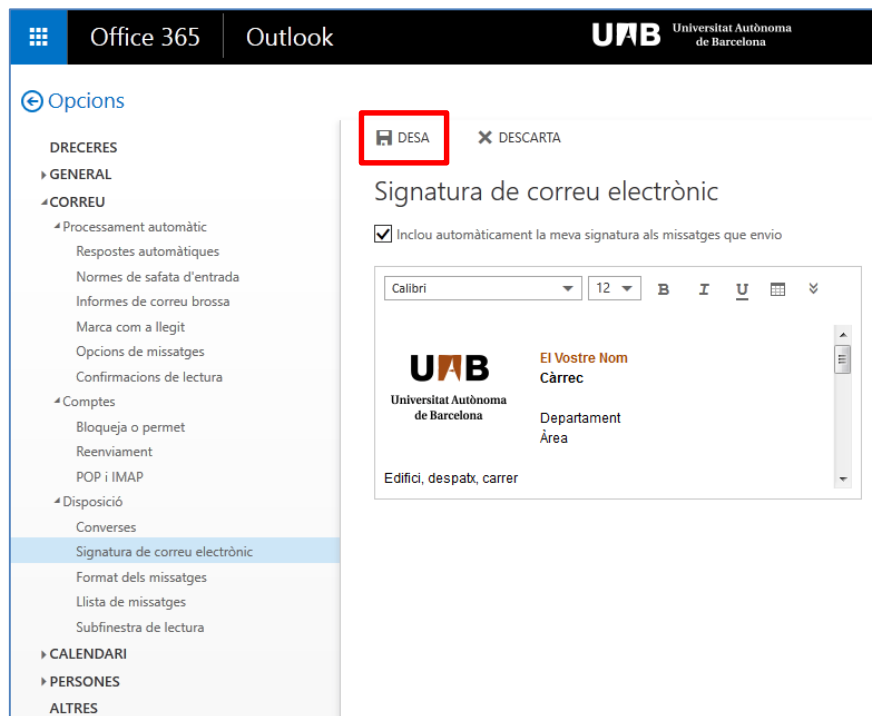 Office 365 Outlook
UAB Universitat Autònoma
de Barcelona
Opcions
DRECERES
GENERAL
CORREU
Processament automàtic
Respostes automàtiques
Normes de safata d'entrada
Informes de correu brossa
Marca com a llegit
Opcions de missatges
Confirmacions de lectura
Comptes
Bloqueja o permet
Reenviament
POP i IMAP
Disposició
Converses
Signatura de correu electrònic
Format dels missatges
Llista de missatges
Subfinestra de lectura
CALENDARI
PERSONES
ALTRES
DESA DESCARTA
Signatura de correu electrònic
Inclou automàticament la meva signatura als missatges que envio
Calibri 12 B I U
UAB
Universitat Autònoma
de Barcelona
El Vostre Nom
Càrrec
Departament
Àrea
Edifici, despatx, carrer